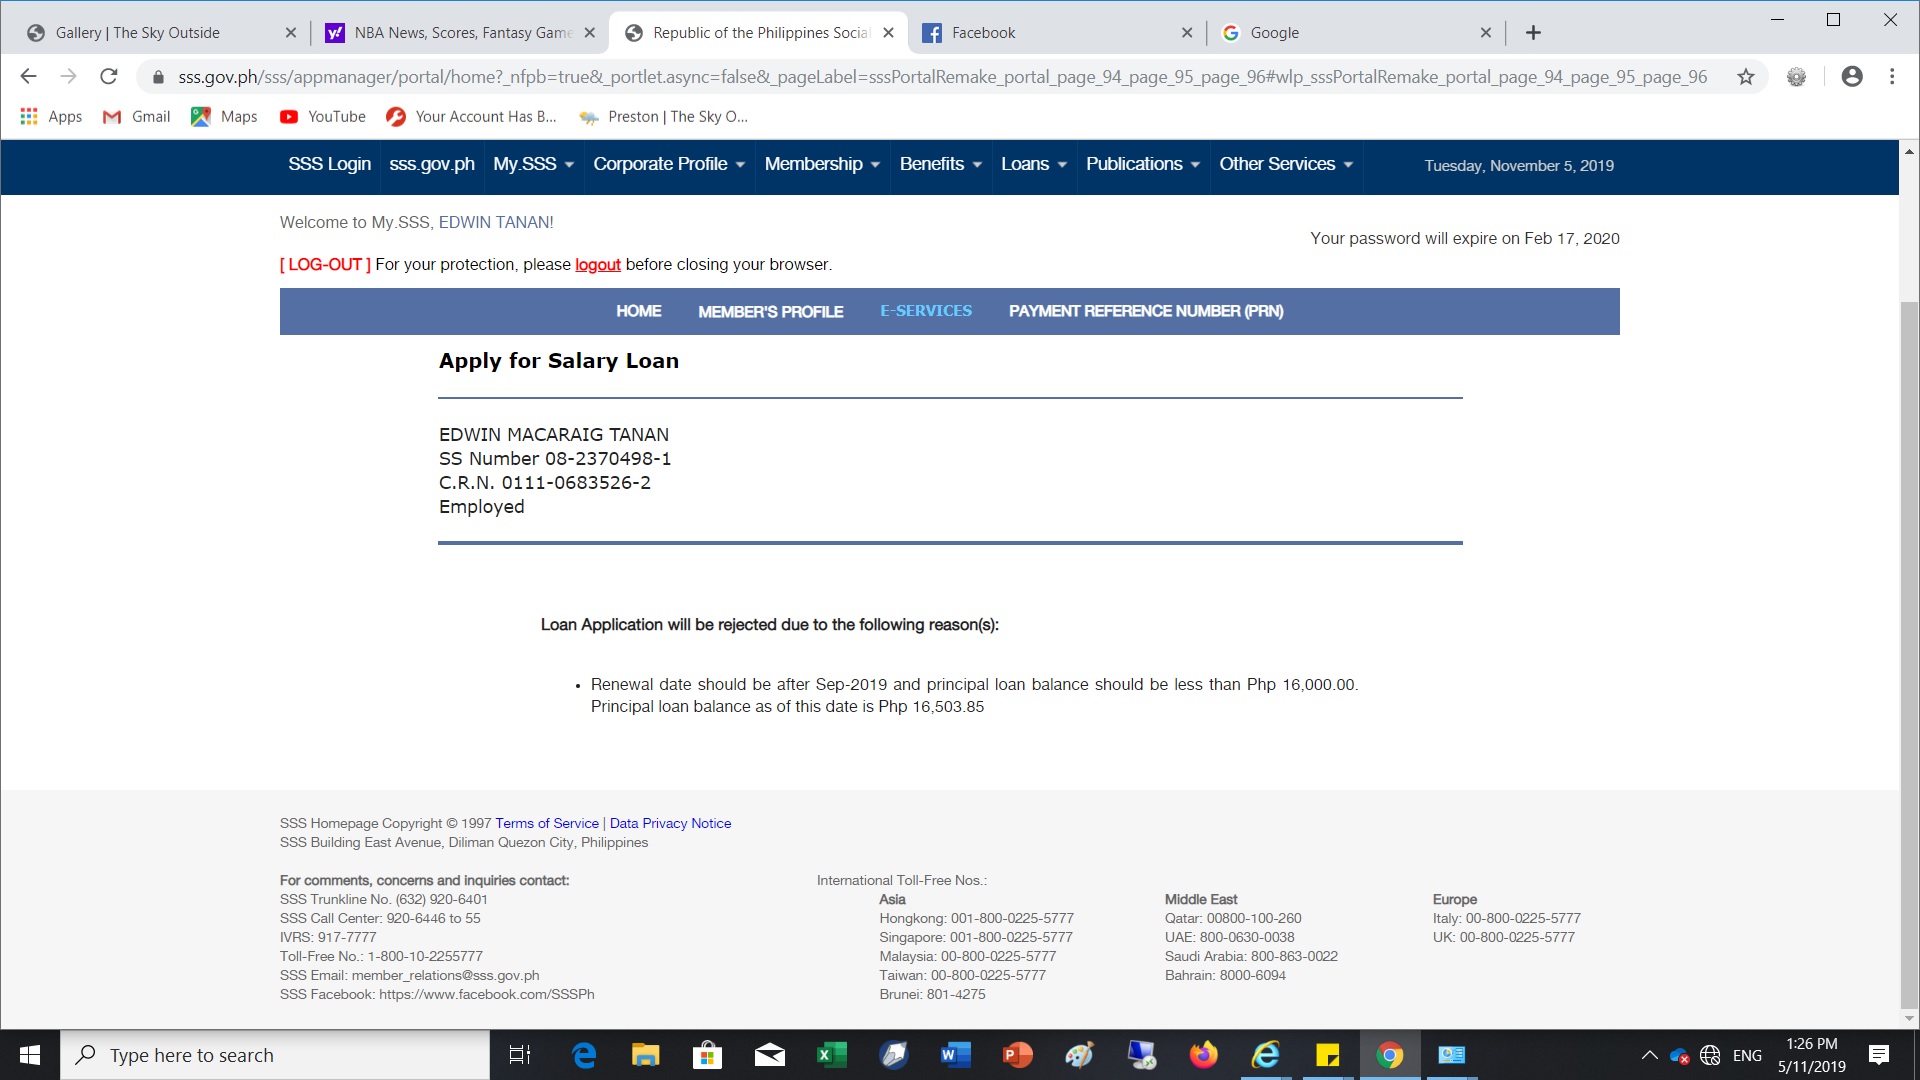 Gallery | The Sky Outside
NBA News, Scores, Fantasy Game
Republic of the Philippines Social
Facebook
Google
sss.gov.ph/sss/appmanager/portal/home?_nfpb=true&_portlet.async=false&_pageLabel=sssPortalRemake_portal_page_94_page_95_page_96#wlp_sssPortalRemake_portal_page_94_page_95_page_96
Apps
Gmail
Maps
YouTube
Your Account Has B...
Preston | The Sky O...
SSS Login
sss.gov.ph
My.SSS
Corporate Profile
Membership
Benefits
Loans
Publications
Other Services
Tuesday, November 5, 2019
Welcome to My.SSS, EDWIN TANAN!
Your password will expire on Feb 17, 2020
[ LOG-OUT ] For your protection, please logout before closing your browser.
HOME
MEMBER'S PROFILE
E-SERVICES
PAYMENT REFERENCE NUMBER (PRN)
Apply for Salary Loan
EDWIN MACARAIG TANAN
SS Number 08-2370498-1
C.R.N. 0111-0683526-2
Employed
Loan Application will be rejected due to the following reason(s):
• Renewal date should be after Sep-2019 and principal loan balance should be less than Php 16,000.00.
Principal loan balance as of this date is Php 16,503.85
SSS Homepage Copyright © 1997 Terms of Service | Data Privacy Notice
SSS Building East Avenue, Diliman Quezon City, Philippines
For comments, concerns and inquiries contact:
SSS Trunkline No. (632) 920-6401
SSS Call Center: 920-6446 to 55
IVRS: 917-7777
Toll-Free No.: 1-800-10-2255777
SSS Email: member_relations@sss.gov.ph
SSS Facebook: https://www.facebook.com/SSSPh
International Toll-Free Nos.:
Asia
Hongkong: 001-800-0225-5777
Singapore: 001-800-0225-5777
Malaysia: 00-800-0225-5777
Taiwan: 00-800-0225-5777
Brunei: 801-4275
Middle East
Qatar: 00800-100-260
UAE: 800-0630-0038
Saudi Arabia: 800-863-0022
Bahrain: 8000-6094
Europe
Italy: 00-800-0225-5777
UK: 00-800-0225-5777
Type here to search
ENG
1:26 PM
5/11/2019